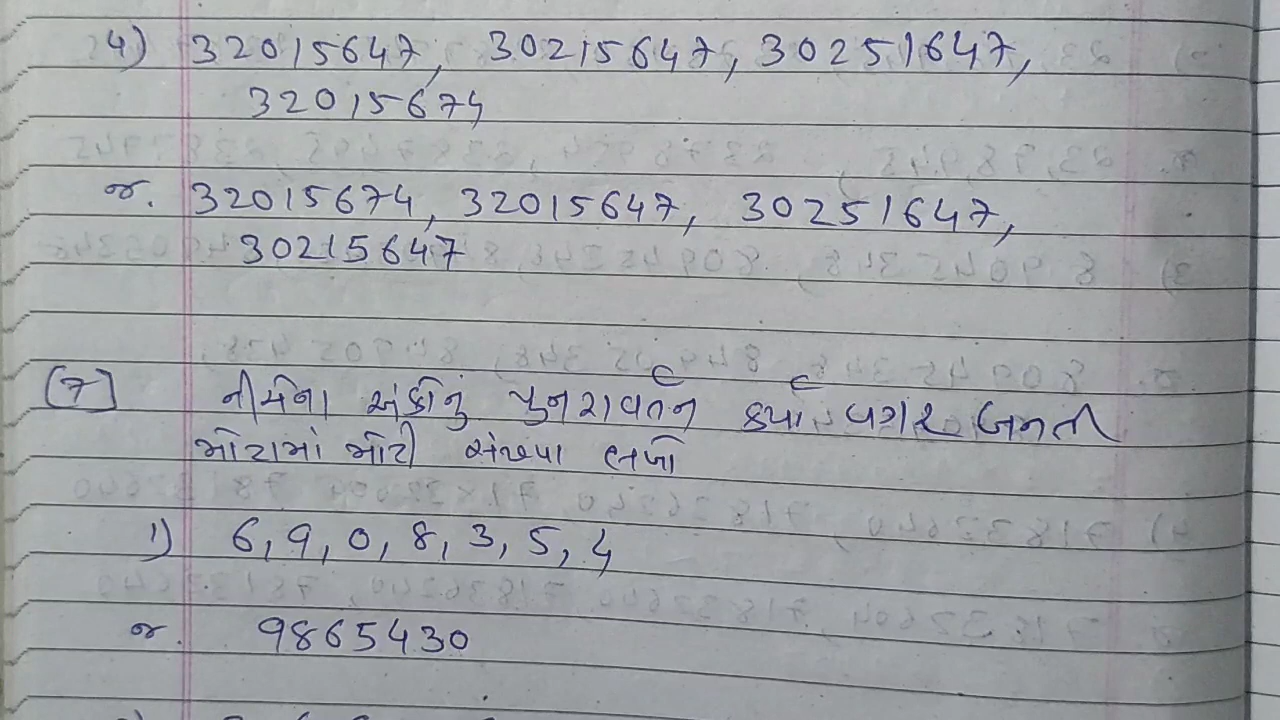 4) 32015647, 30215647, 30251647,
32015674
જ. 32015674, 32015647, 30251647,
30215647
[7] નીચેના અંકોનું પુનરાવર્તન કર્યા વગર બનતી
મોટામાં મોટી સંખ્યા લખો
1) 6, 9, 0, 8, 3, 5, 4
જ. 9865430